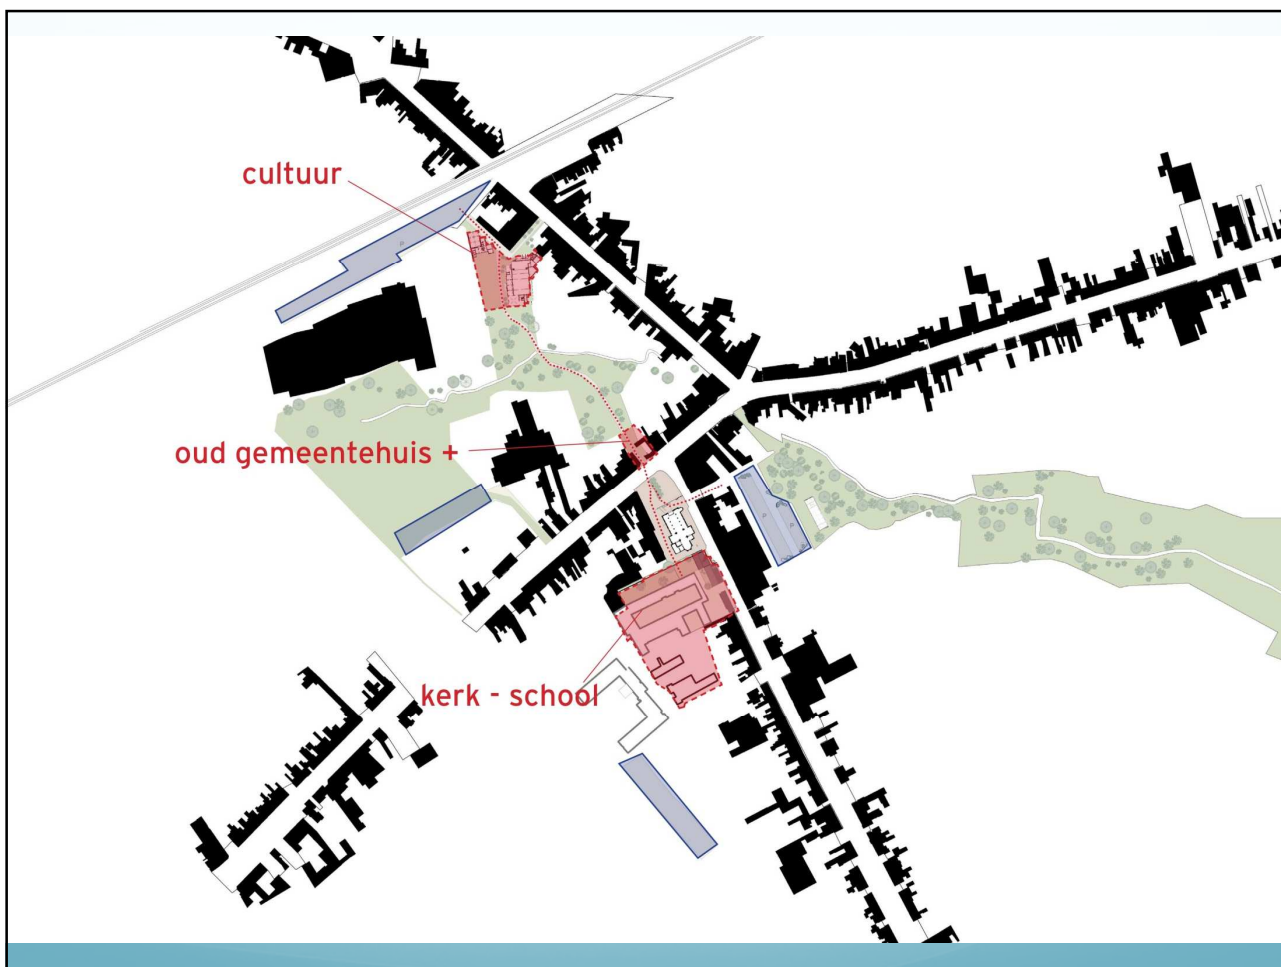 cultuur
oud gemeentehuis +
kerk - school